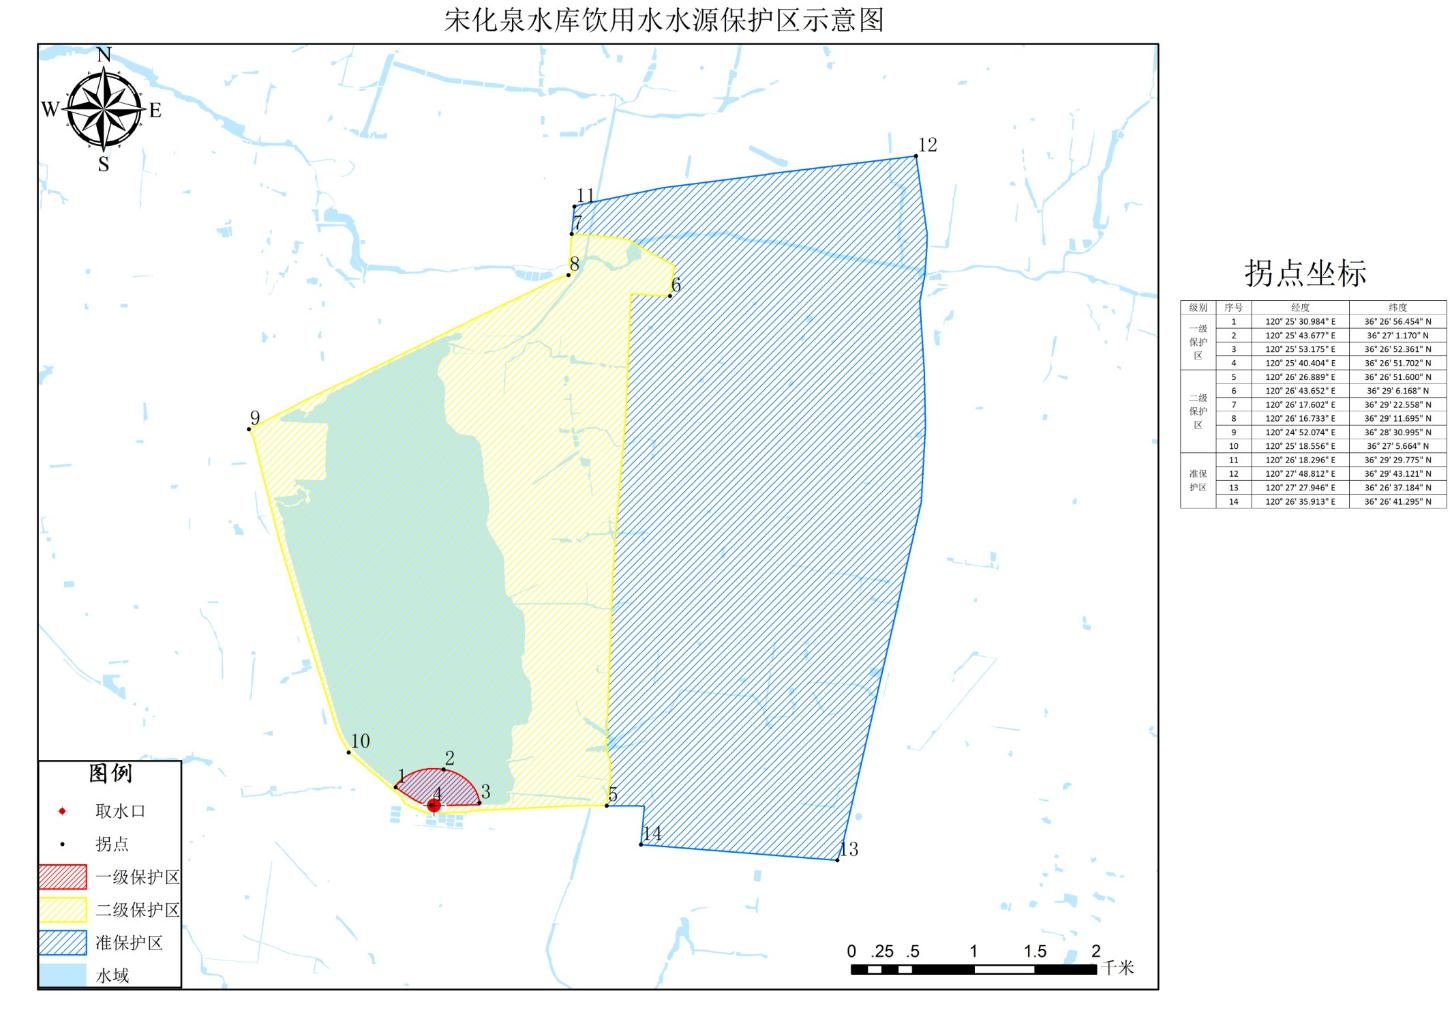 宋化泉水库饮用水水源保护区示意图
N
W E
S
12
11
7
8
6
9
10
2
1
3
4
5
14
13
图例
取水口
拐点
一级保护区
二级保护区
准保护区
水域
0 .25 .5 1 1.5 2
千米
拐点坐标
级别 序号 经度 纬度
一级保护区
1 120° 25' 30.984" E 36° 26' 56.454" N
2 120° 25' 43.677" E 36° 27' 1.170" N
3 120° 25' 53.175" E 36° 26' 52.361" N
4 120° 25' 40.404" E 36° 26' 51.702" N
二级保护区
5 120° 26' 26.889" E 36° 26' 51.600" N
6 120° 26' 43.652" E 36° 29' 6.168" N
7 120° 26' 17.602" E 36° 29' 22.558" N
8 120° 26' 16.733" E 36° 29' 11.695" N
9 120° 24' 52.074" E 36° 28' 30.995" N
10 120° 25' 18.556" E 36° 27' 5.664" N
准保护区
11 120° 26' 18.296" E 36° 29' 29.775" N
12 120° 27' 48.812" E 36° 29' 43.121" N
13 120° 27' 27.946" E 36° 26' 37.184" N
14 120° 26' 35.913" E 36° 26' 41.295" N